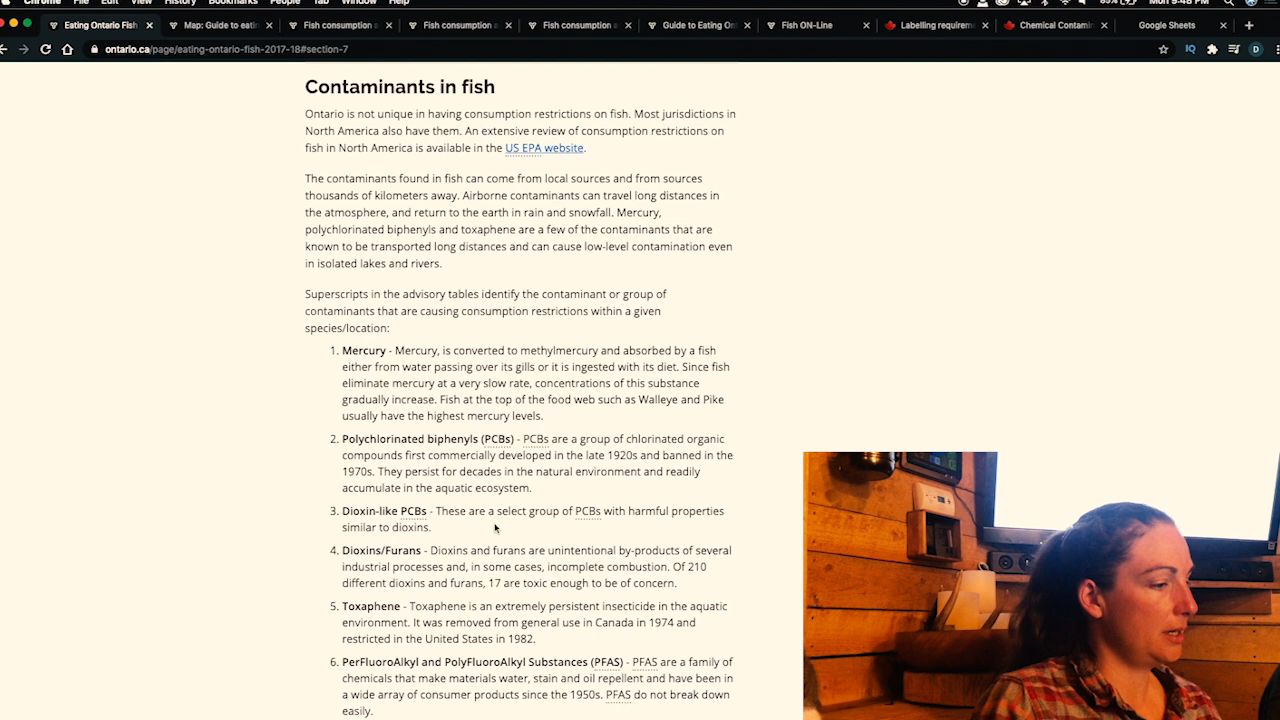 Chrome File Edit View History Bookmarks People Tab Window Help
85% Mon 9:48 PM
Eating Ontario Fish
Map: Guide to eati
Fish consumption a
Fish consumption a
Fish consumption a
Guide to Eating On
Fish ON-Line
Labelling requirem
Chemical Contamin
Google Sheets
ontario.ca/page/eating-ontario-fish-2017-18#section-7
IQ
D
Contaminants in fish
Ontario is not unique in having consumption restrictions on fish. Most jurisdictions in
North America also have them. An extensive review of consumption restrictions on
fish in North America is available in the US EPA website.
The contaminants found in fish can come from local sources and from sources
thousands of kilometers away. Airborne contaminants can travel long distances in
the atmosphere, and return to the earth in rain and snowfall. Mercury,
polychlorinated biphenyls and toxaphene are a few of the contaminants that are
known to be transported long distances and can cause low-level contamination even
in isolated lakes and rivers.
Superscripts in the advisory tables identify the contaminant or group of
contaminants that are causing consumption restrictions within a given
species/location:
1. Mercury - Mercury, is converted to methylmercury and absorbed by a fish
either from water passing over its gills or it is ingested with its diet. Since fish
eliminate mercury at a very slow rate, concentrations of this substance
gradually increase. Fish at the top of the food web such as Walleye and Pike
usually have the highest mercury levels.
2. Polychlorinated biphenyls (PCBs) - PCBs are a group of chlorinated organic
compounds first commercially developed in the late 1920s and banned in the
1970s. They persist for decades in the natural environment and readily
accumulate in the aquatic ecosystem.
3. Dioxin-like PCBs - These are a select group of PCBs with harmful properties
similar to dioxins.
4. Dioxins/Furans - Dioxins and furans are unintentional by-products of several
industrial processes and, in some cases, incomplete combustion. Of 210
different dioxins and furans, 17 are toxic enough to be of concern.
5. Toxaphene - Toxaphene is an extremely persistent insecticide in the aquatic
environment. It was removed from general use in Canada in 1974 and
restricted in the United States in 1982.
6. PerFluoroAlkyl and PolyFluoroAlkyl Substances (PFAS) - PFAS are a family of
chemicals that make materials water, stain and oil repellent and have been in
a wide array of consumer products since the 1950s. PFAS do not break down
easily.